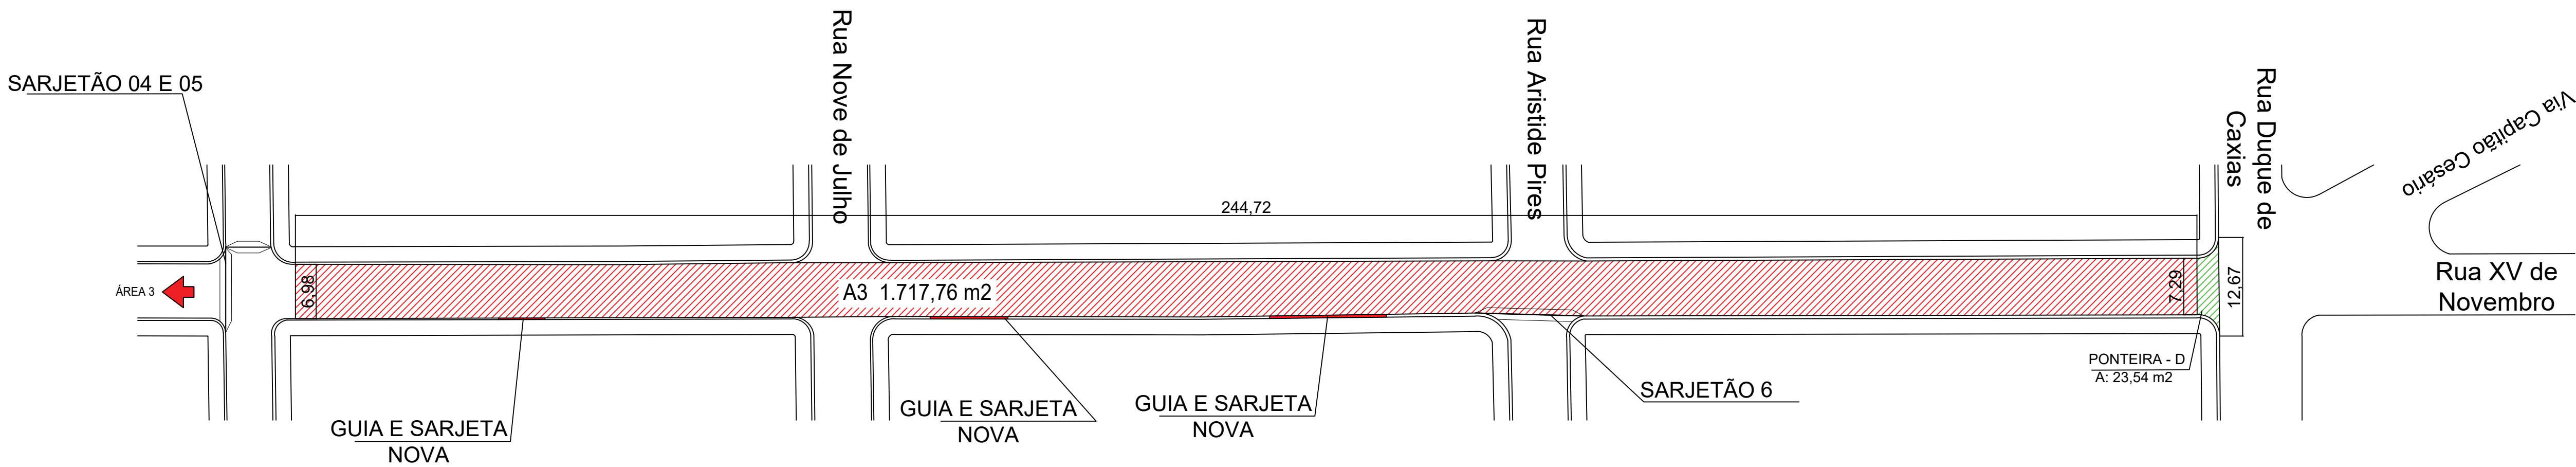 SARJETÃO 04 E 05
ÁREA 3
6,98
Rua Nove de Julho
A3 1.717,76 m2
244,72
Rua Aristide Pires
Rua Duque de
Caxias
Via Capitão Cesário
Rua XV de
Novembro
7,29
12,67
PONTEIRA - D
A: 23,54 m2
SARJETÃO 6
GUIA E SARJETA
NOVA
GUIA E SARJETA
NOVA
GUIA E SARJETA
NOVA